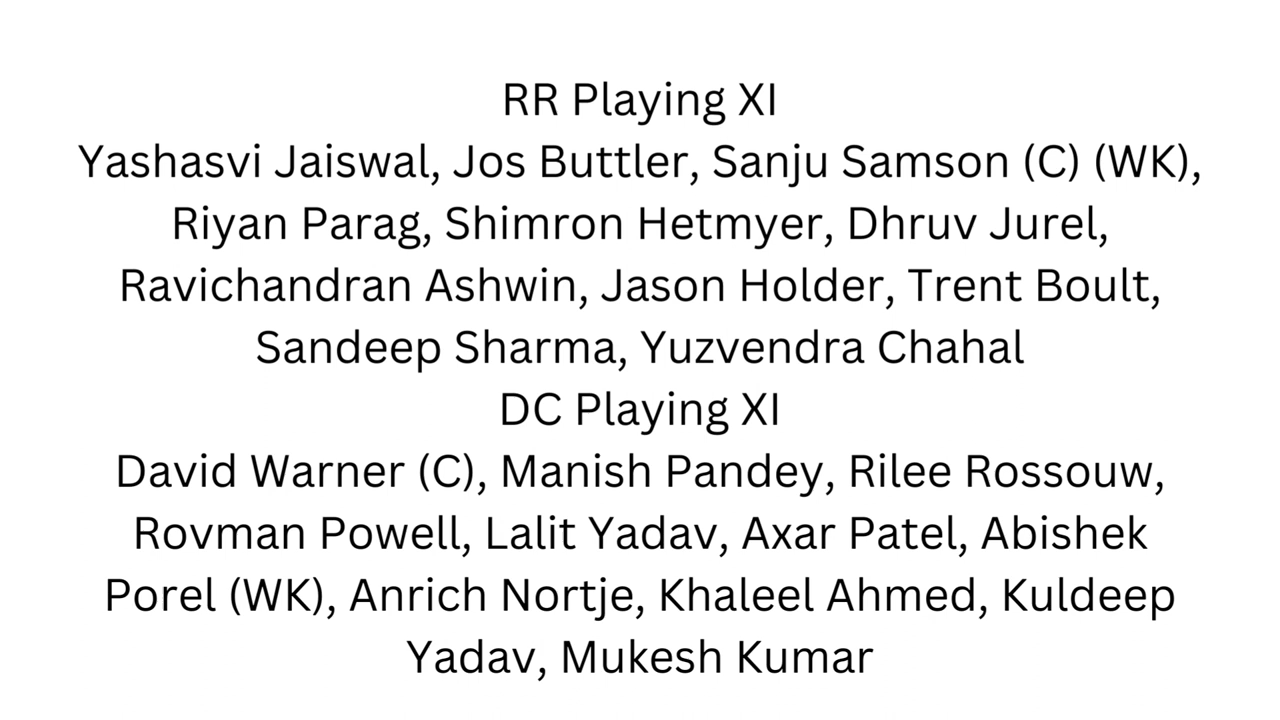 RR Playing XI
Yashasvi Jaiswal, Jos Buttler, Sanju Samson (C) (WK),
Riyan Parag, Shimron Hetmyer, Dhruv Jurel,
Ravichandran Ashwin, Jason Holder, Trent Boult,
Sandeep Sharma, Yuzvendra Chahal
DC Playing XI
David Warner (C), Manish Pandey, Rilee Rossouw,
Rovman Powell, Lalit Yadav, Axar Patel, Abishek
Porel (WK), Anrich Nortje, Khaleel Ahmed, Kuldeep
Yadav, Mukesh Kumar